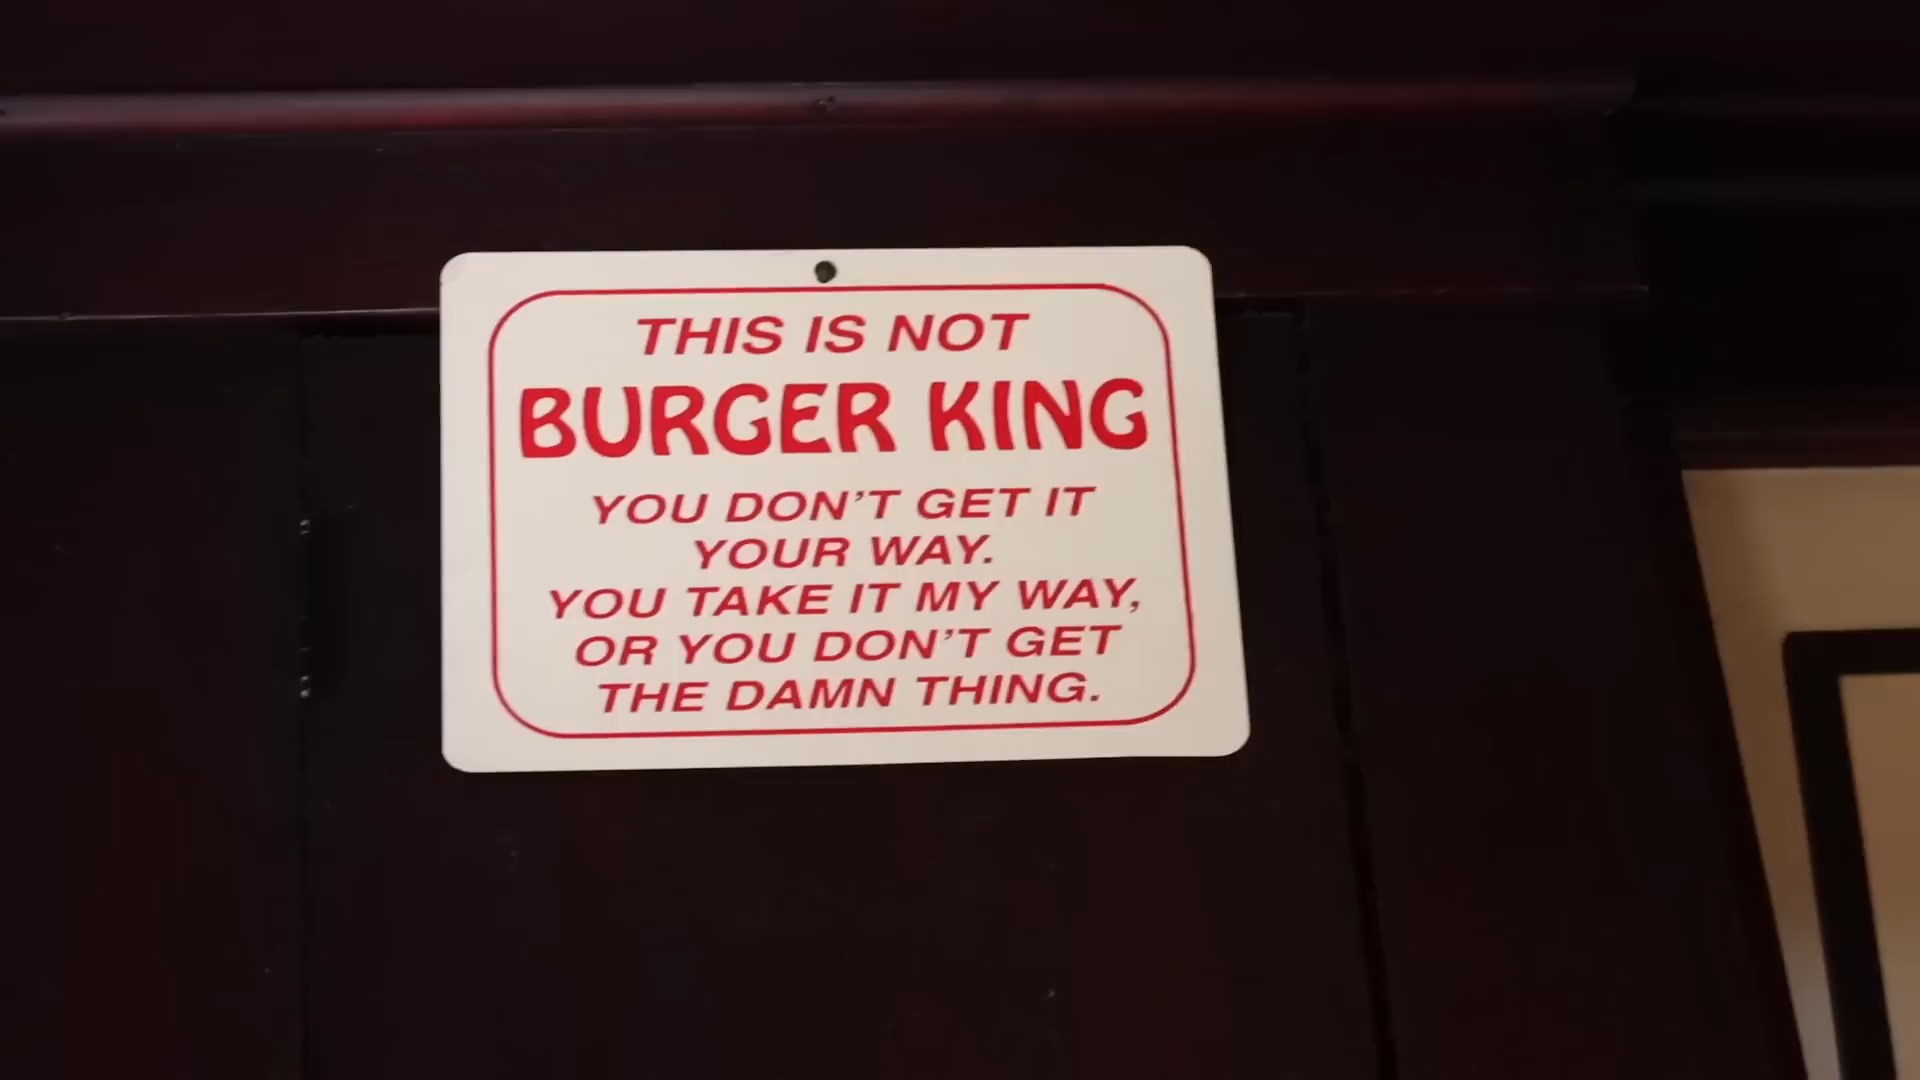 THIS IS NOT
BURGER KING
YOU DON'T GET IT
YOUR WAY.
YOU TAKE IT MY WAY,
OR YOU DON'T GET
THE DAMN THING.